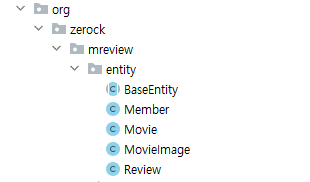 org
zerock
mreview
entity
BaseEntity
Member
Movie
MovieImage
Review